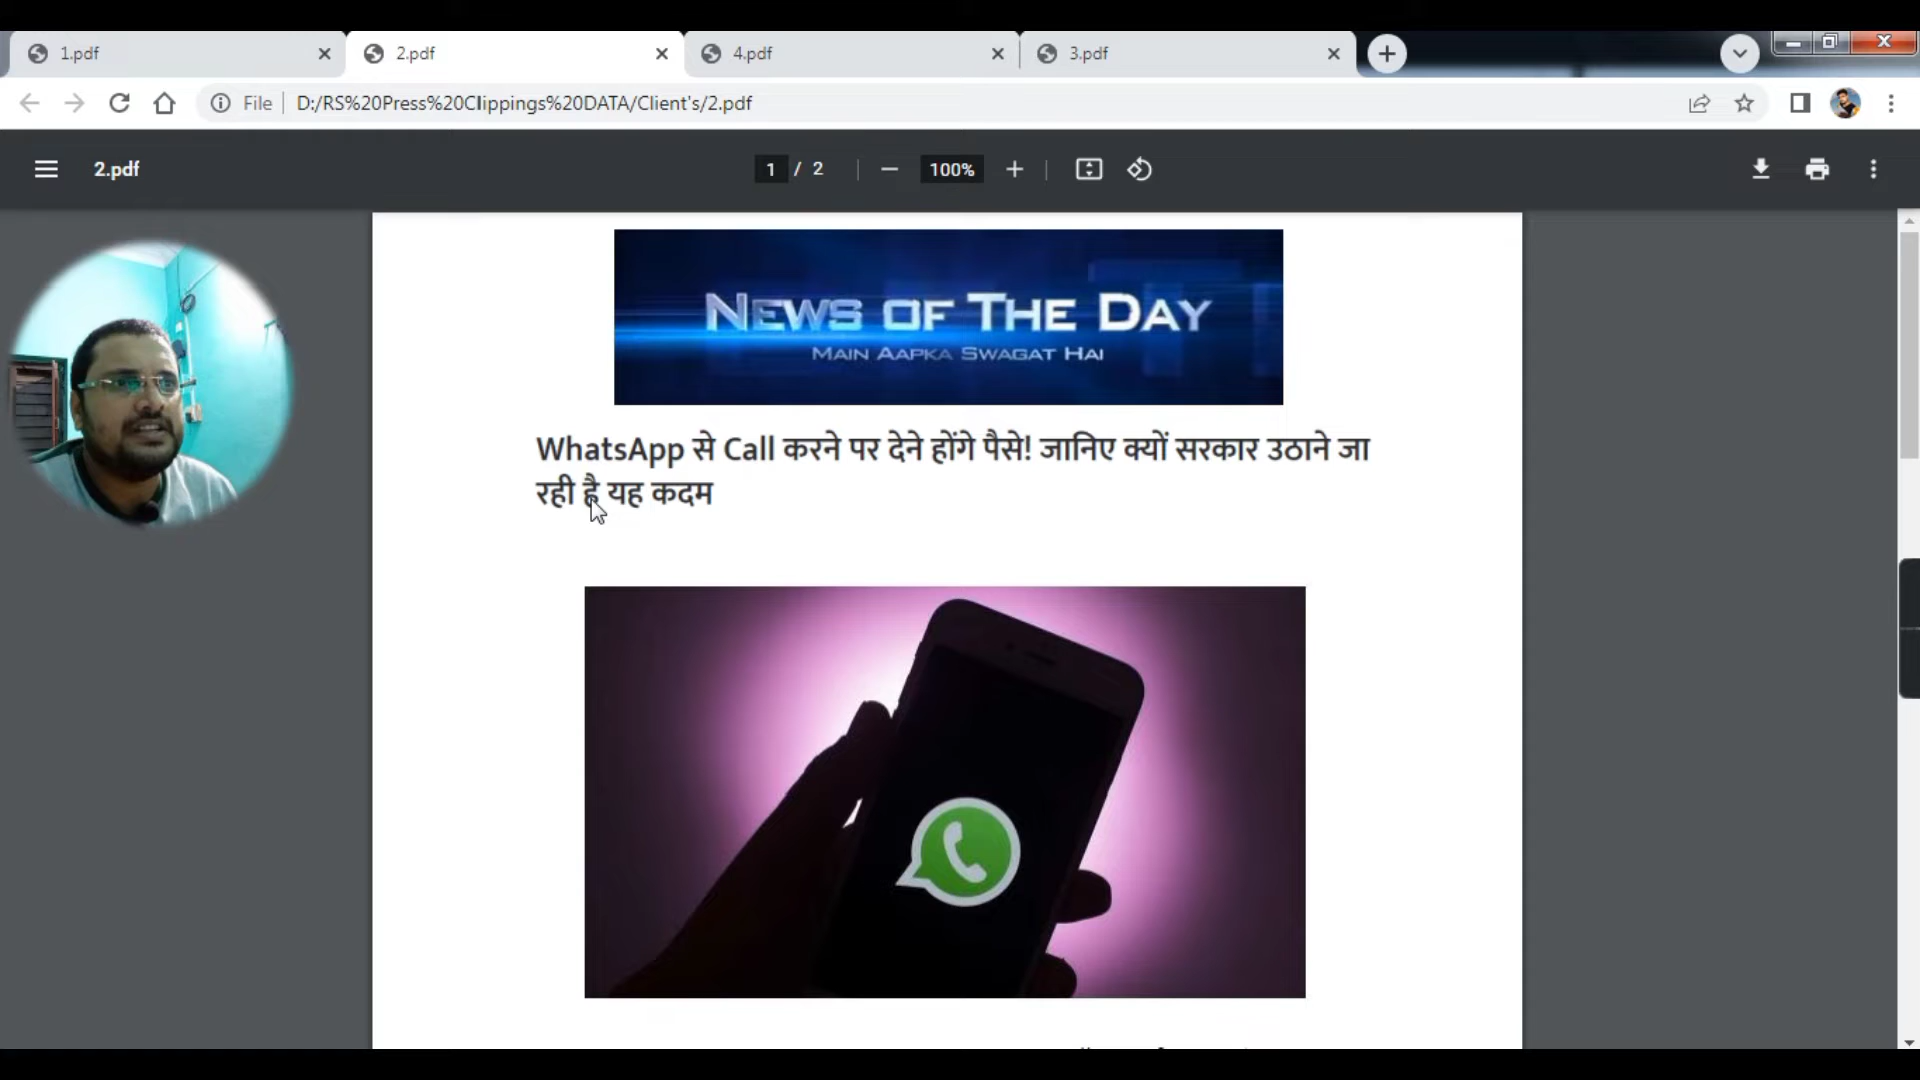 1.pdf
2.pdf
4.pdf
3.pdf
File
D:/RS%20Press%20Clippings%20DATA/Client's/2.pdf
2.pdf
1 / 2
100%
NEWS OF THE DAY
MAIN AAPKA SWAGAT HAI
WhatsApp से Call करने पर देने होंगे पैसे! जानिए क्यों सरकार उठाने जा
रही है यह कदम